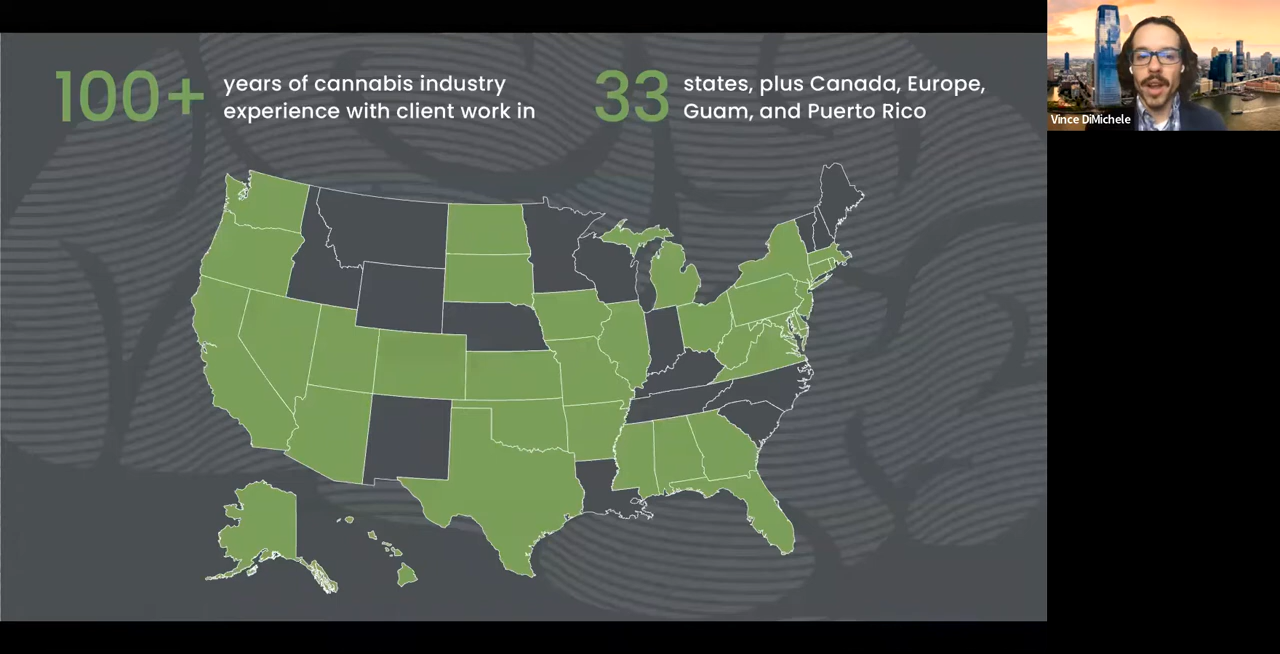 100+
years of cannabis industry
experience with client work in
33
states, plus Canada, Europe,
Guam, and Puerto Rico
Vince DiMichele